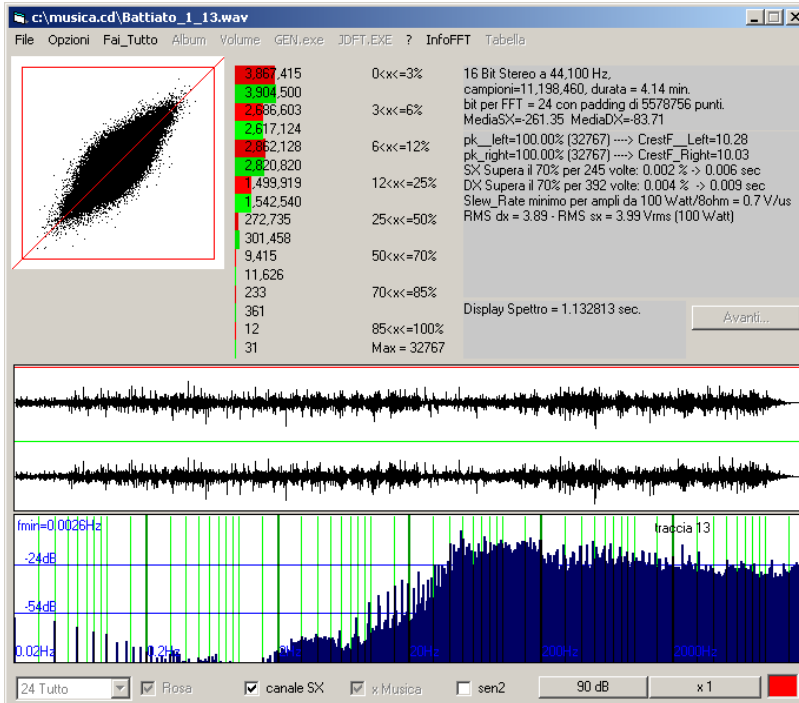 c:\musica.cd\Battiato_1_13.wav
File Opzioni Fai_Tutto Album Volume GEN.exe JDFT.EXE ? InfoFFT Tabella
3,867,415 0<x<=3%
3,904,500
2,686,603 3<x<=6%
2,617,124
2,862,128 6<x<=12%
2,820,820
1,499,919 12<x<=25%
1,542,540
272,735 25<x<=50%
301,458
9,415 50<x<=70%
11,626
233 70<x<=85%
361
12 85<x<=100%
31 Max = 32767
16 Bit Stereo a 44,100 Hz,
campioni=11,198,460, durata = 4.14 min.
bit per FFT = 24 con padding di 5578756 punti.
MediaSX=-261.35 MediaDX=-83.71
pk__left=100.00% (32767) ----> CrestF__Left=10.28
pk_right=100.00% (32767) ----> CrestF_Right=10.03
SX Supera il 70% per 245 volte: 0.002 % -> 0.006 sec
DX Supera il 70% per 392 volte: 0.004 % -> 0.009 sec
Slew_Rate minimo per ampli da 100 Watt/8ohm = 0.7 V/us
RMS dx = 3.89 - RMS sx = 3.99 Vrms (100 Watt)
Display Spettro = 1.132813 sec.
Avanti...
fmin=0.0026Hz traccia 13
-24dB
-54dB
0.02Hz 0.2Hz 2Hz 20Hz 200Hz 2000Hz
24 Tutto Rosa canale SX x Musica sen2 90 dB x 1